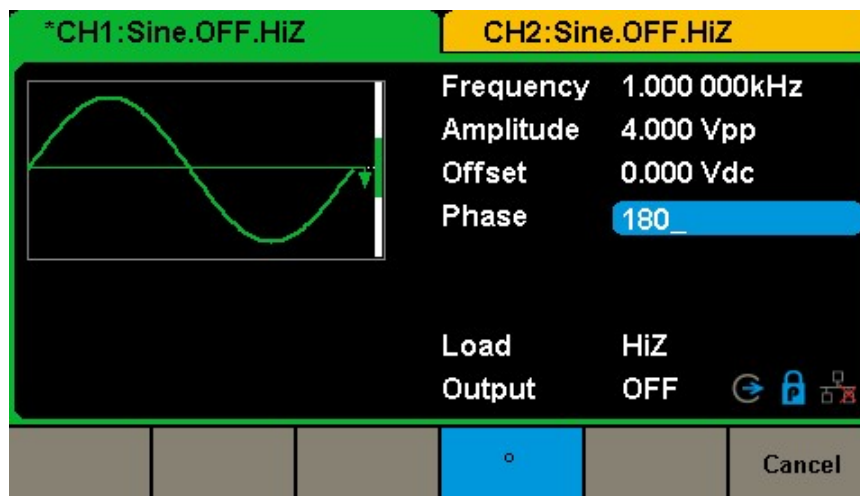 *CH1:Sine.OFF.HiZ
CH2:Sine.OFF.HiZ
Frequency 1.000 000kHz
Amplitude 4.000 Vpp
Offset 0.000 Vdc
Phase 180_
Load HiZ
Output OFF
P
°
Cancel